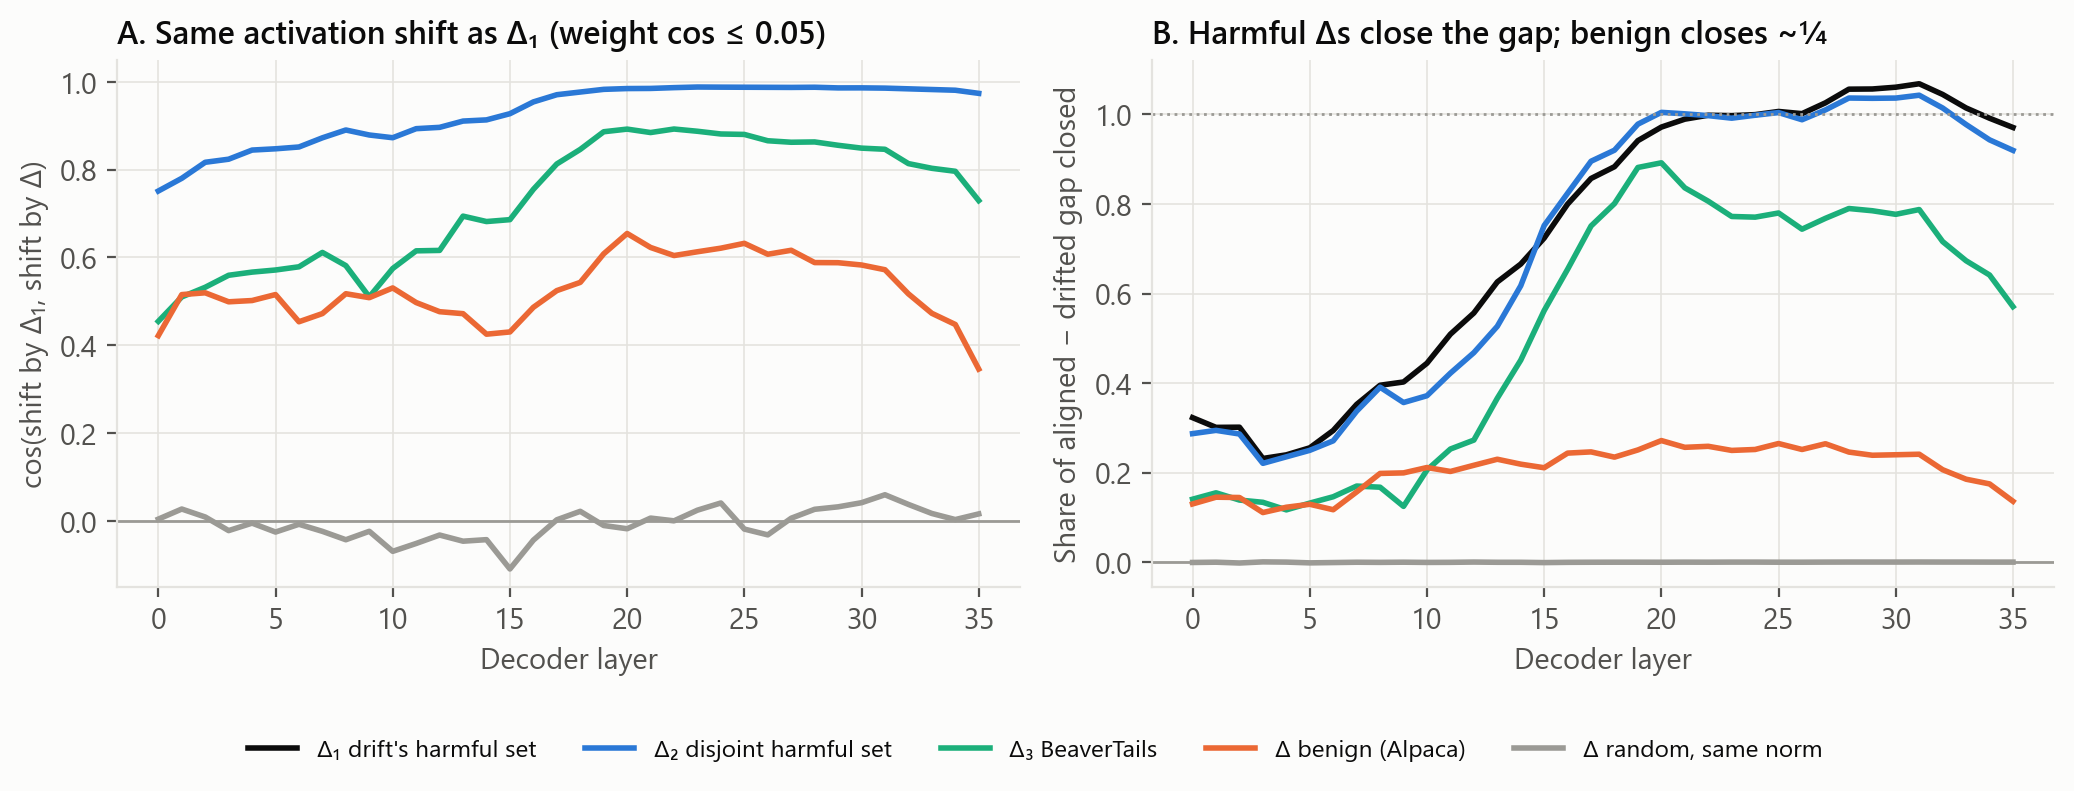 A. Same activation shift as Δ₁ (weight cos ≤ 0.05)
cos(shift by Δ₁, shift by Δ)
1.0
0.8
0.6
0.4
0.2
0.0
0 5 10 15 20 25 30 35
Decoder layer
B. Harmful Δs close the gap; benign closes ~¼
Share of aligned − drifted gap closed
1.0
0.8
0.6
0.4
0.2
0.0
0 5 10 15 20 25 30 35
Decoder layer
Δ₁ drift's harmful set Δ₂ disjoint harmful set Δ₃ BeaverTails Δ benign (Alpaca) Δ random, same norm